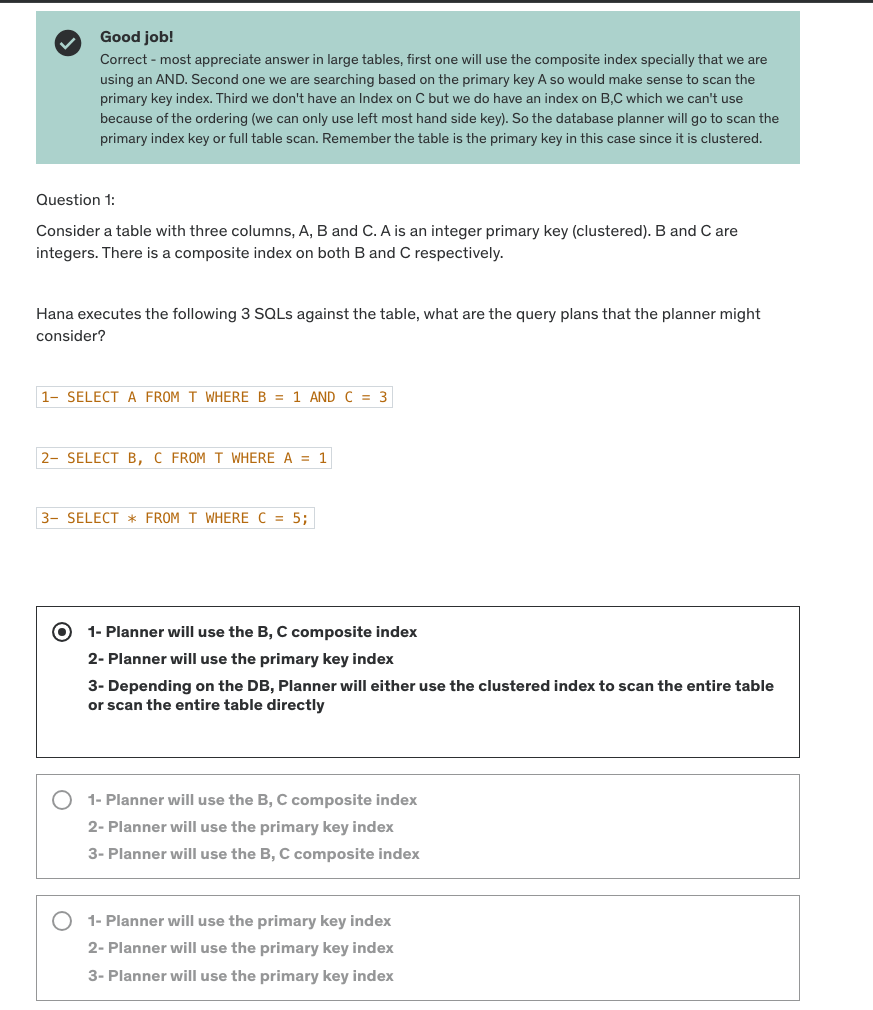 Good job!
Correct - most appreciate answer in large tables, first one will use the composite index specially that we are
using an AND. Second one we are searching based on the primary key A so would make sense to scan the
primary key index. Third we don't have an Index on C but we do have an index on B,C which we can't use
because of the ordering (we can only use left most hand side key). So the database planner will go to scan the
primary index key or full table scan. Remember the table is the primary key in this case since it is clustered.
Question 1:
Consider a table with three columns, A, B and C. A is an integer primary key (clustered). B and C are
integers. There is a composite index on both B and C respectively.
Hana executes the following 3 SQLs against the table, what are the query plans that the planner might
consider?
1- SELECT A FROM T WHERE B = 1 AND C = 3
2- SELECT B, C FROM T WHERE A = 1
3- SELECT * FROM T WHERE C = 5;
1- Planner will use the B, C composite index
2- Planner will use the primary key index
3- Depending on the DB, Planner will either use the clustered index to scan the entire table
or scan the entire table directly
1- Planner will use the B, C composite index
2- Planner will use the primary key index
3- Planner will use the B, C composite index
1- Planner will use the primary key index
2- Planner will use the primary key index
3- Planner will use the primary key index